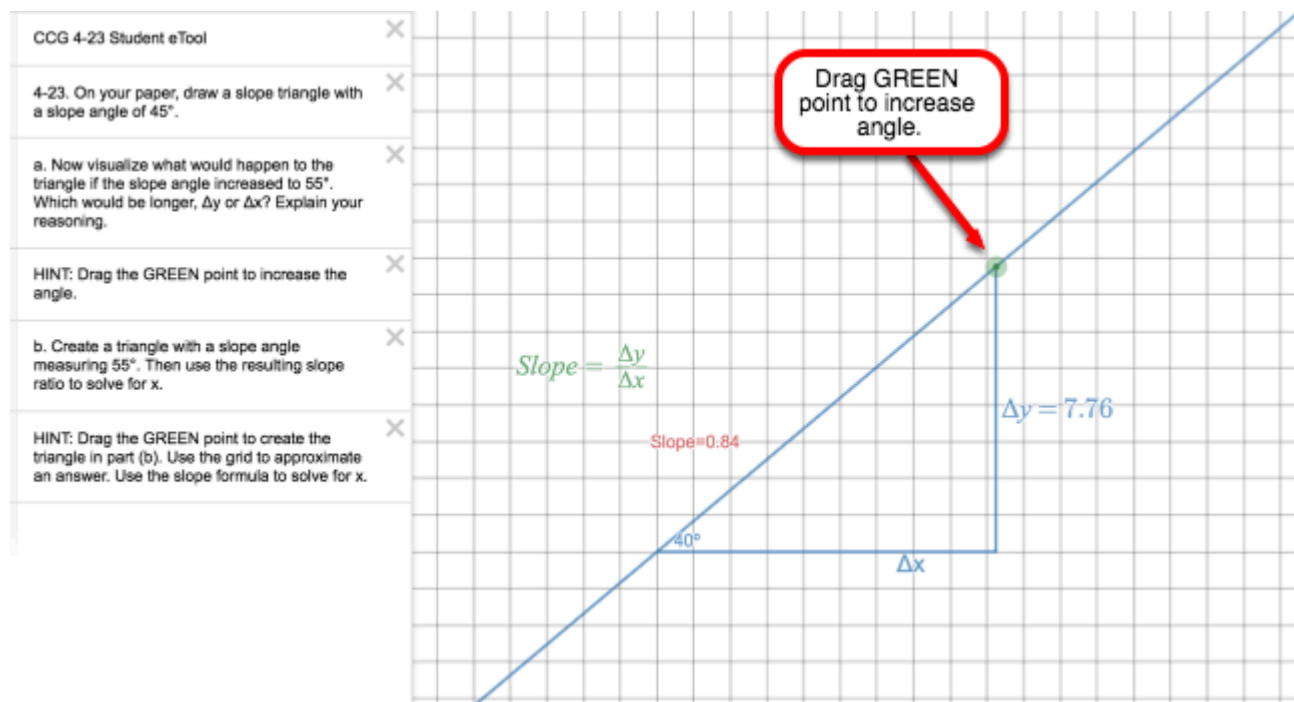 CCG 4-23 Student eTool
4-23. On your paper, draw a slope triangle with
a slope angle of 45°.
a. Now visualize what would happen to the
triangle if the slope angle increased to 55°.
Which would be longer, Δy or Δx? Explain your
reasoning.
HINT: Drag the GREEN point to increase the
angle.
b. Create a triangle with a slope angle
measuring 55°. Then use the resulting slope
ratio to solve for x.
HINT: Drag the GREEN point to create the
triangle in part (b). Use the grid to approximate
an answer. Use the slope formula to solve for x.
Drag GREEN
point to increase
angle.
Slope = Δy/Δx
Δy = 7.76
Slope=0.84
40°
Δx